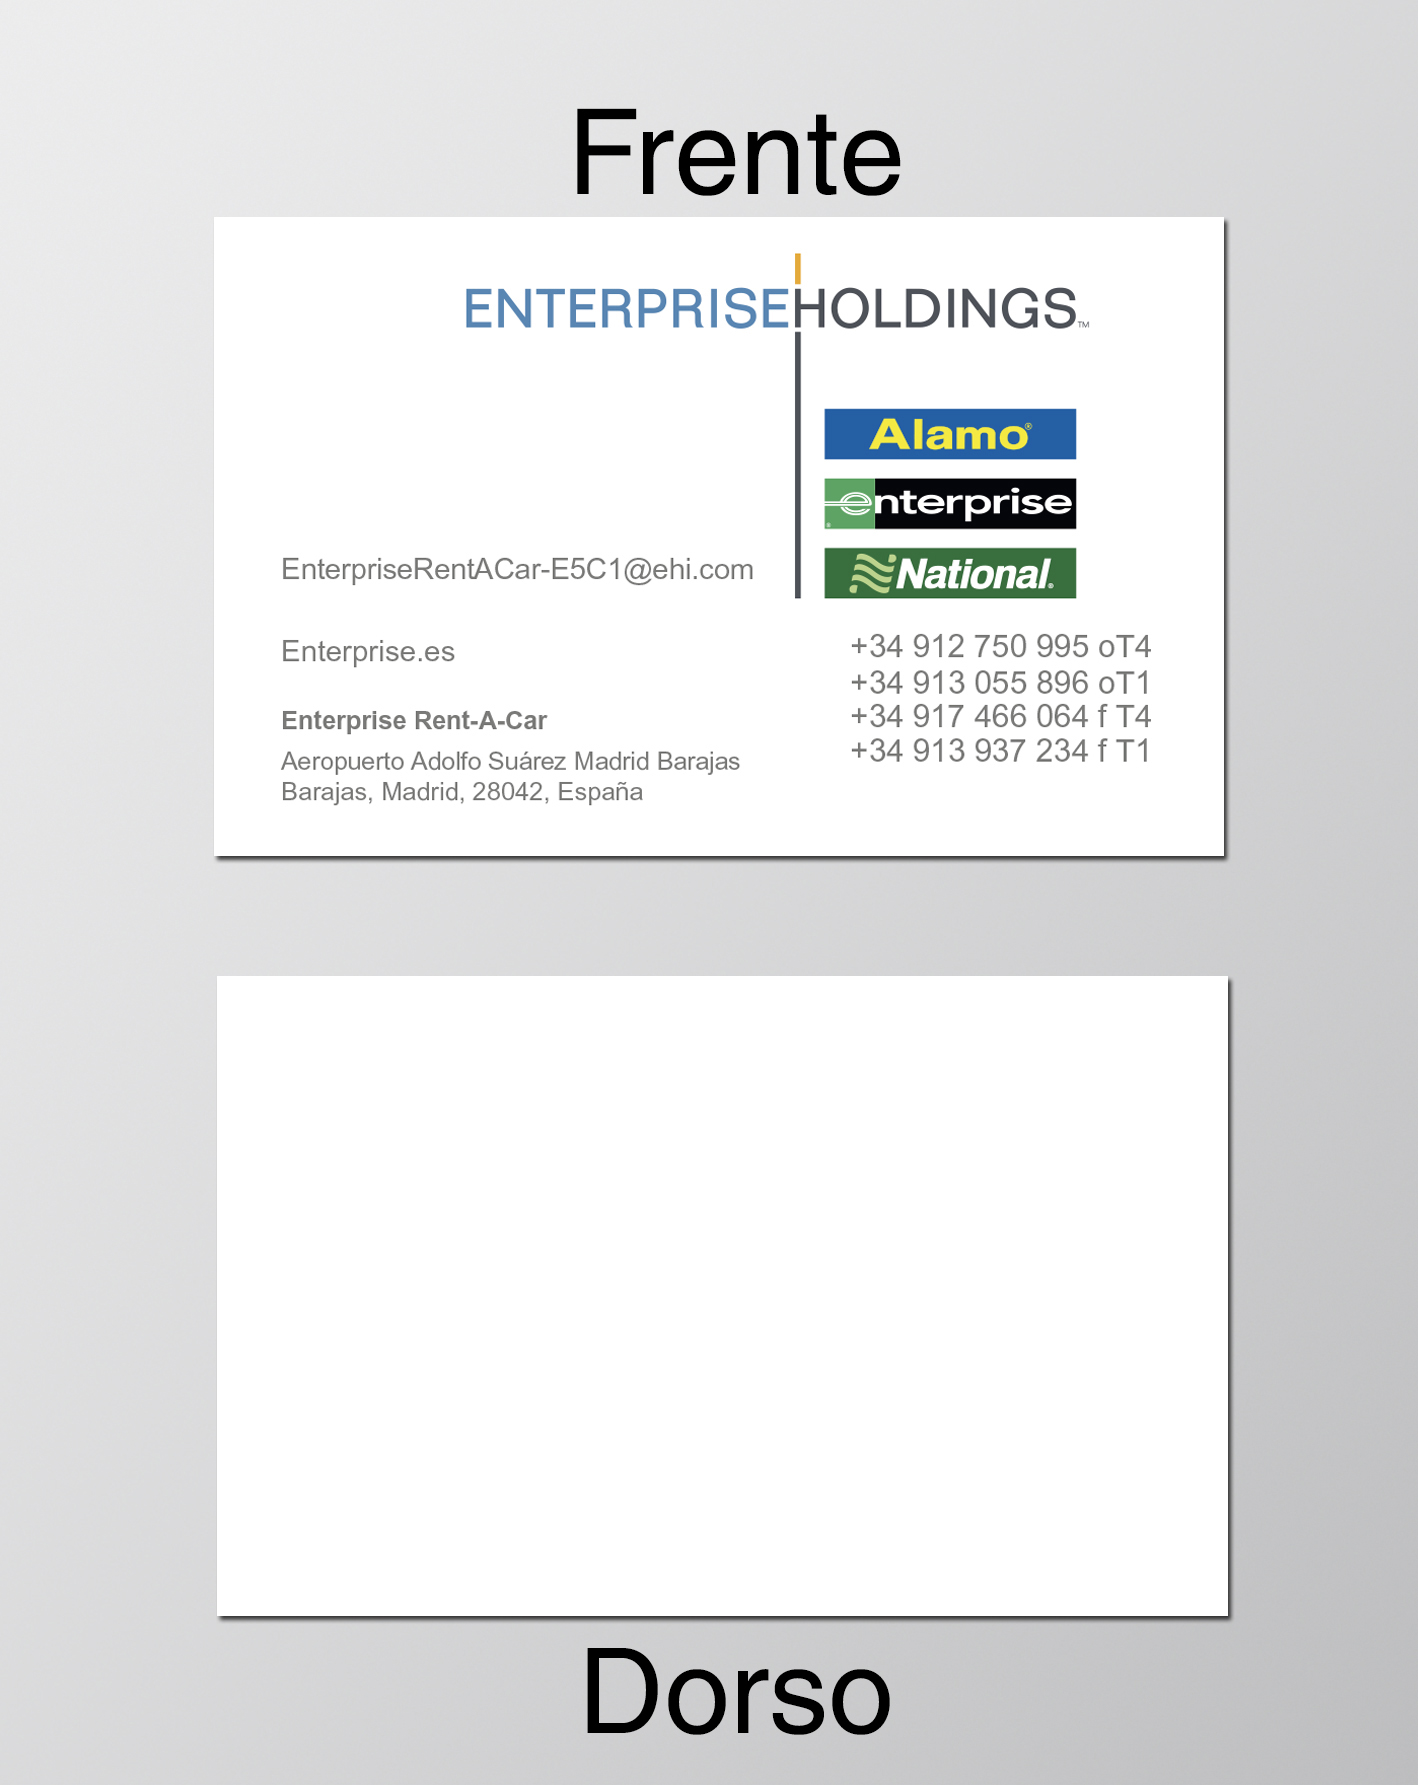 Frente
ENTERPRISEHOLDINGS™
Alamo®
enterprise®
National®
EnterpriseRentACar-E5C1@ehi.com
Enterprise.es
Enterprise Rent-A-Car
Aeropuerto Adolfo Suárez Madrid Barajas
Barajas, Madrid, 28042, España
+34 912 750 995 oT4
+34 913 055 896 oT1
+34 917 466 064 f T4
+34 913 937 234 f T1
Dorso